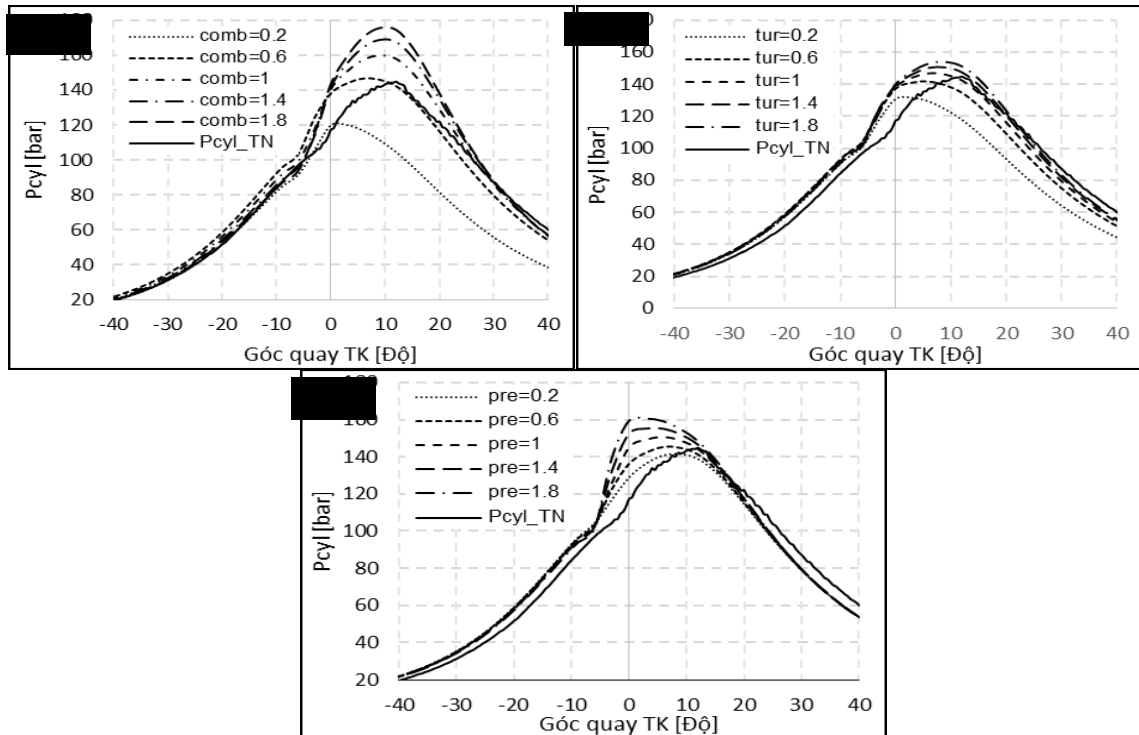 180
160
140
120
100
80
60
40
20
comb=0.2
comb=0.6
comb=1
comb=1.4
comb=1.8
Pcyl_TN
Pcyl [bar]
-40 -30 -20 -10 0 10 20 30 40
Góc quay TK [Độ]
180
160
140
120
100
80
60
40
20
0
tur=0.2
tur=0.6
tur=1
tur=1.4
tur=1.8
Pcyl_TN
Pcyl [bar]
-40 -30 -20 -10 0 10 20 30 40
Góc quay TK [Độ]
180
160
140
120
100
80
60
40
20
pre=0.2
pre=0.6
pre=1
pre=1.4
pre=1.8
Pcyl_TN
Pcyl [bar]
-40 -30 -20 -10 0 10 20 30 40
Góc quay TK [Độ]